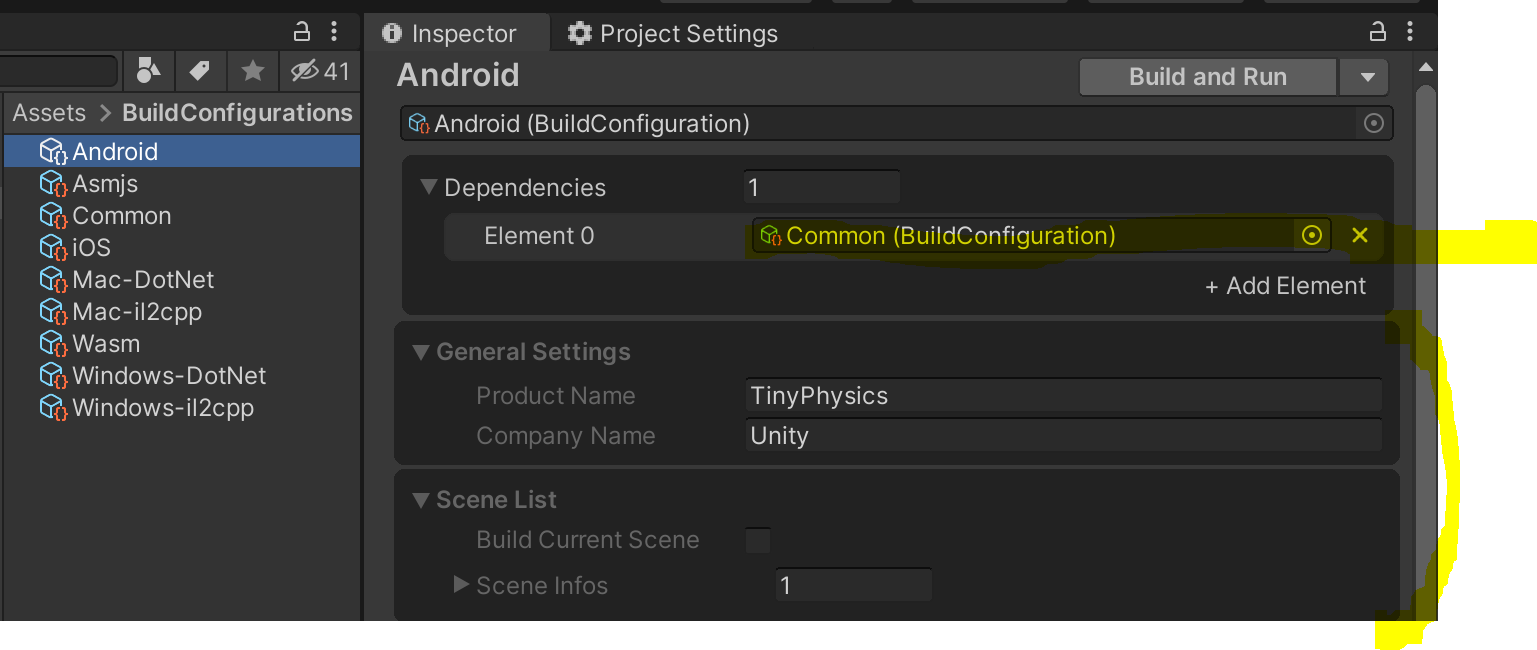 Inspector
Project Settings
41
Android
Build and Run
Assets > BuildConfigurations
Android (BuildConfiguration)
Android
Asmjs
Common
iOS
Mac-DotNet
Mac-il2cpp
Wasm
Windows-DotNet
Windows-il2cpp
Dependencies
1
Element 0
Common (BuildConfiguration)
+ Add Element
General Settings
Product Name
TinyPhysics
Company Name
Unity
Scene List
Build Current Scene
Scene Infos
1